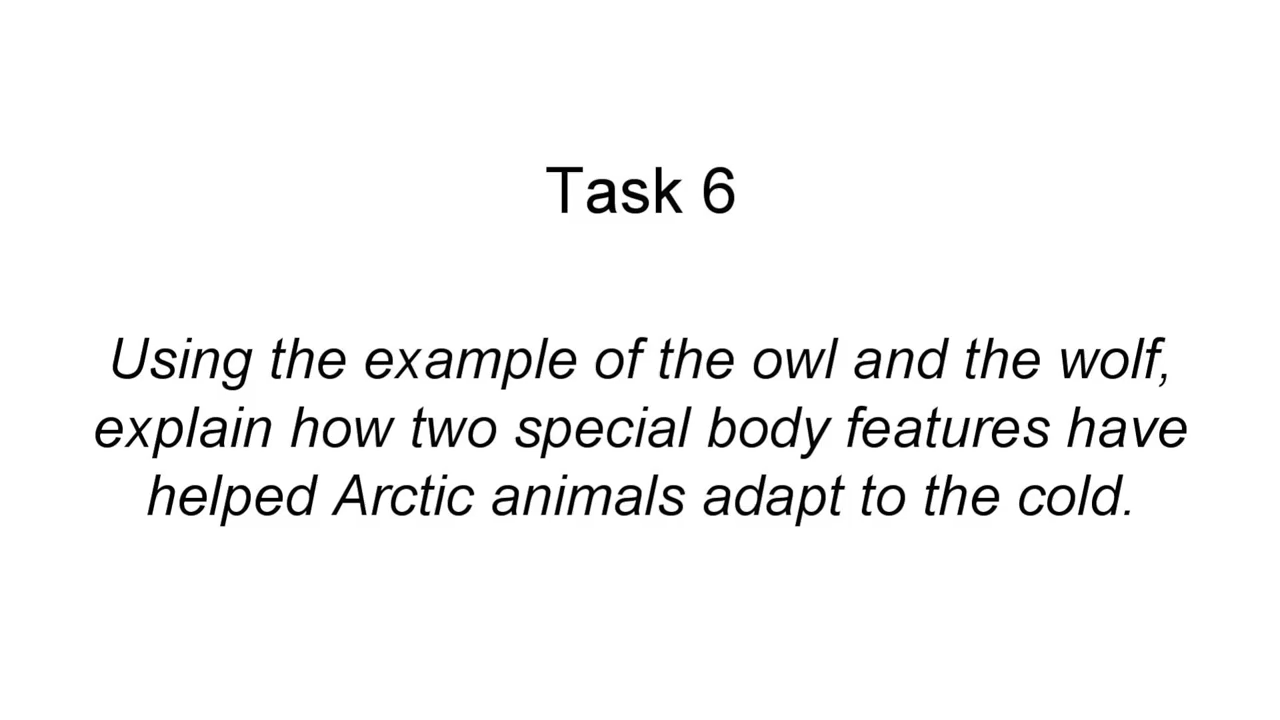 Task 6
Using the example of the owl and the wolf,
explain how two special body features have
helped Arctic animals adapt to the cold.